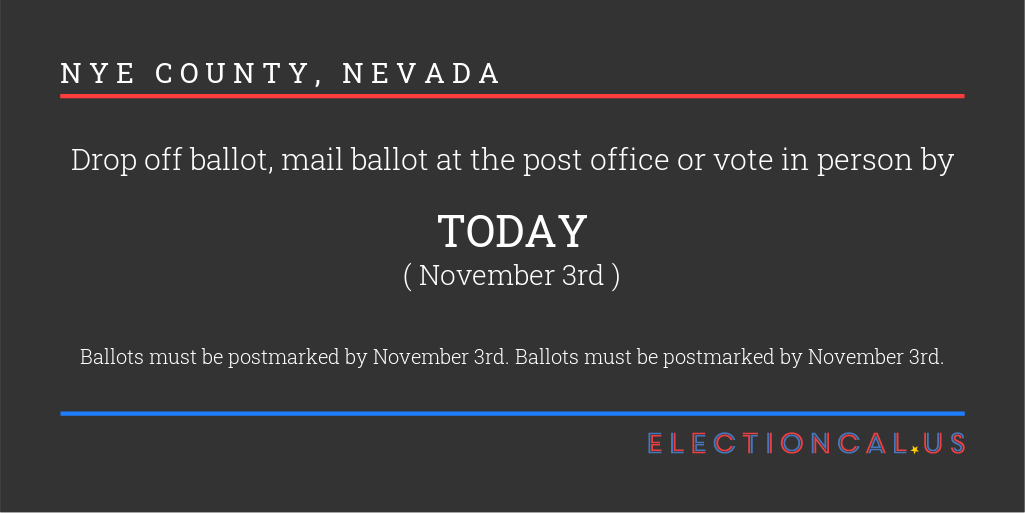 NYE COUNTY, NEVADA
Drop off ballot, mail ballot at the post office or vote in person by
TODAY
( November 3rd )
Ballots must be postmarked by November 3rd. Ballots must be postmarked by November 3rd.
ELECTIONCAL★US